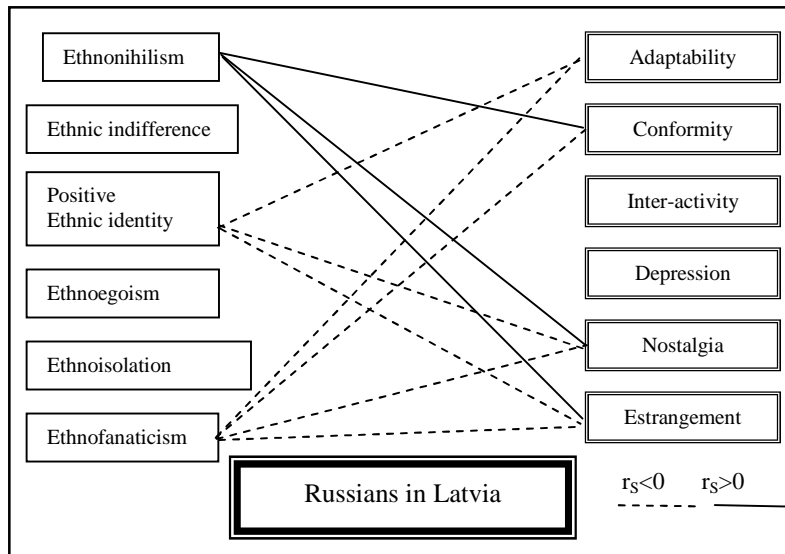 Ethnonihilism
Ethnic indifference
Positive
Ethnic identity
Ethnoegoism
Ethnoisolation
Ethnofanaticism
Adaptability
Conformity
Inter-activity
Depression
Nostalgia
Estrangement
Russians in Latvia
rS<0 rS>0